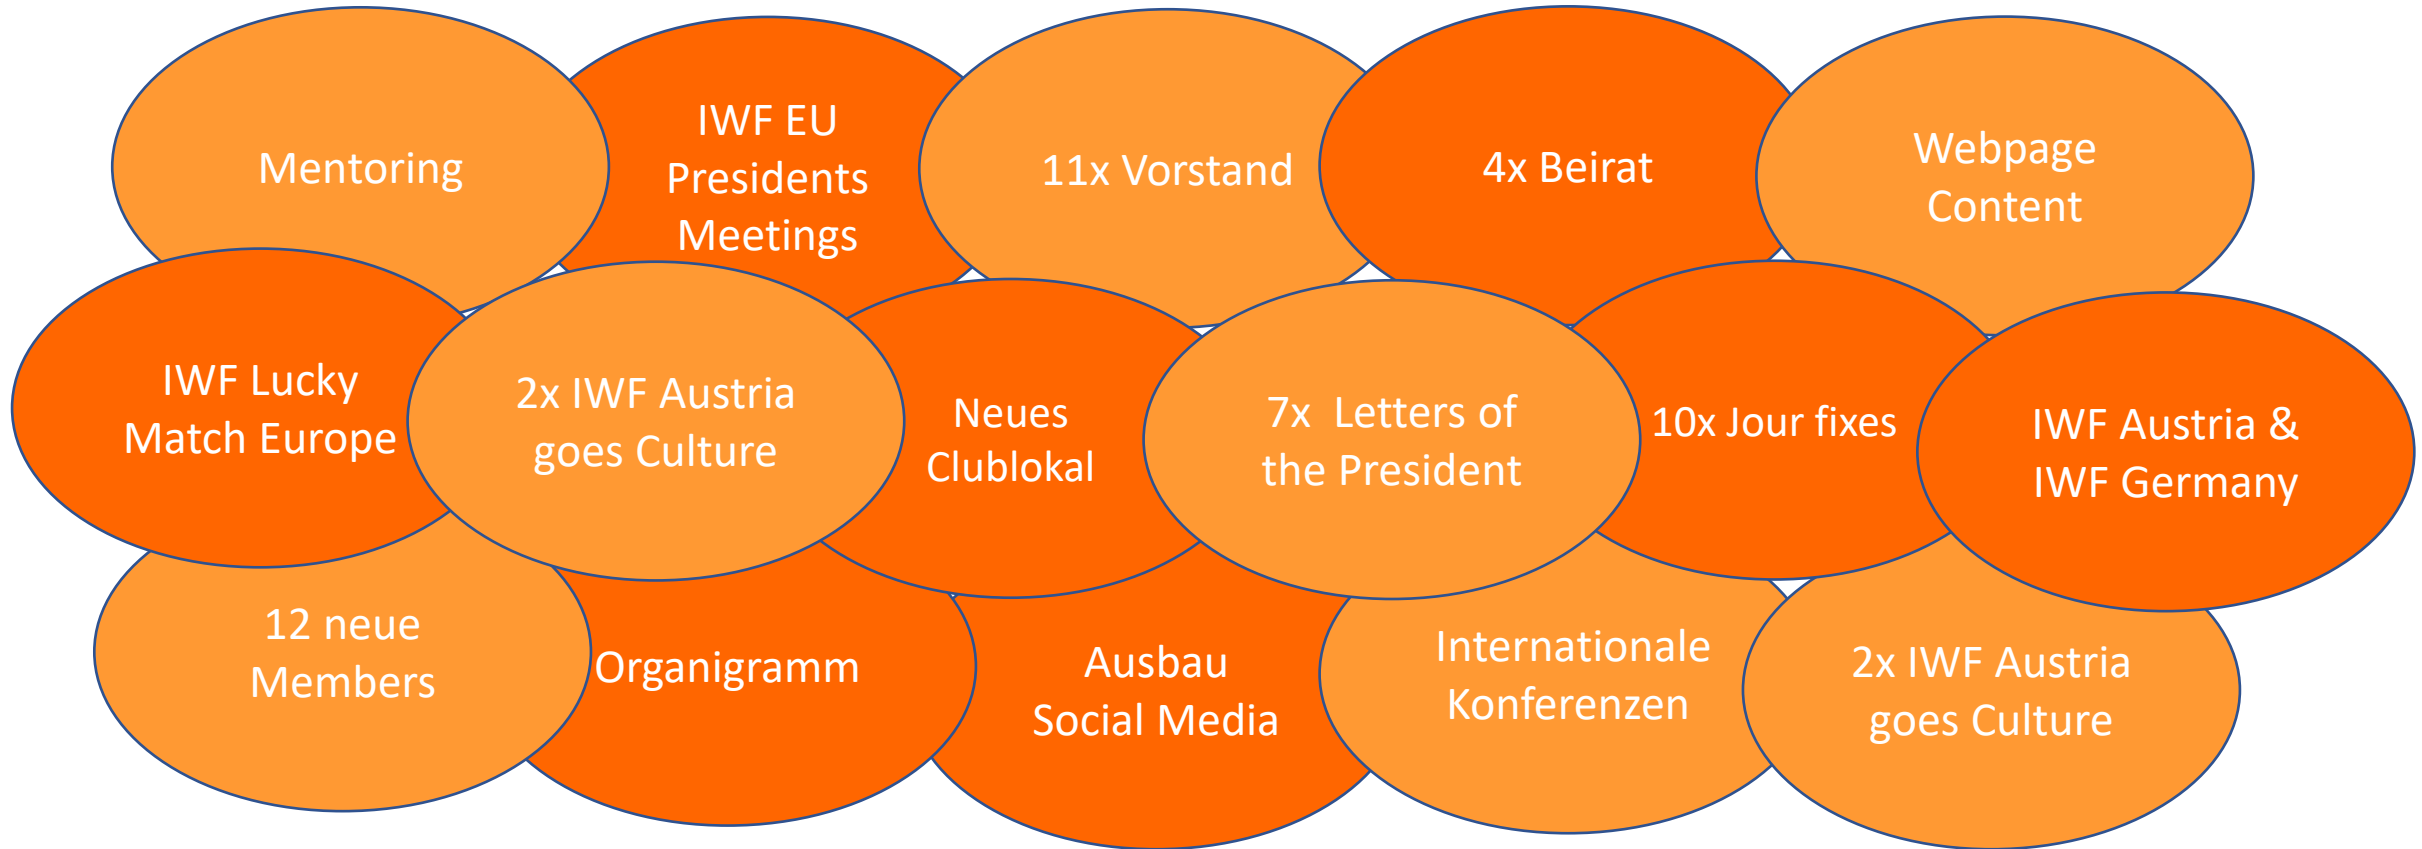 Mentoring
IWF EU
Presidents
Meetings
11x Vorstand
4x Beirat
Webpage
Content
IWF Lucky
Match Europe
2x IWF Austria
goes Culture
Neues
Clublokal
7x  Letters of
the President
10x Jour fixes
IWF Austria &
IWF Germany
12 neue
Members
Organigramm
Ausbau
Social Media
Internationale
Konferenzen
2x IWF Austria
goes Culture